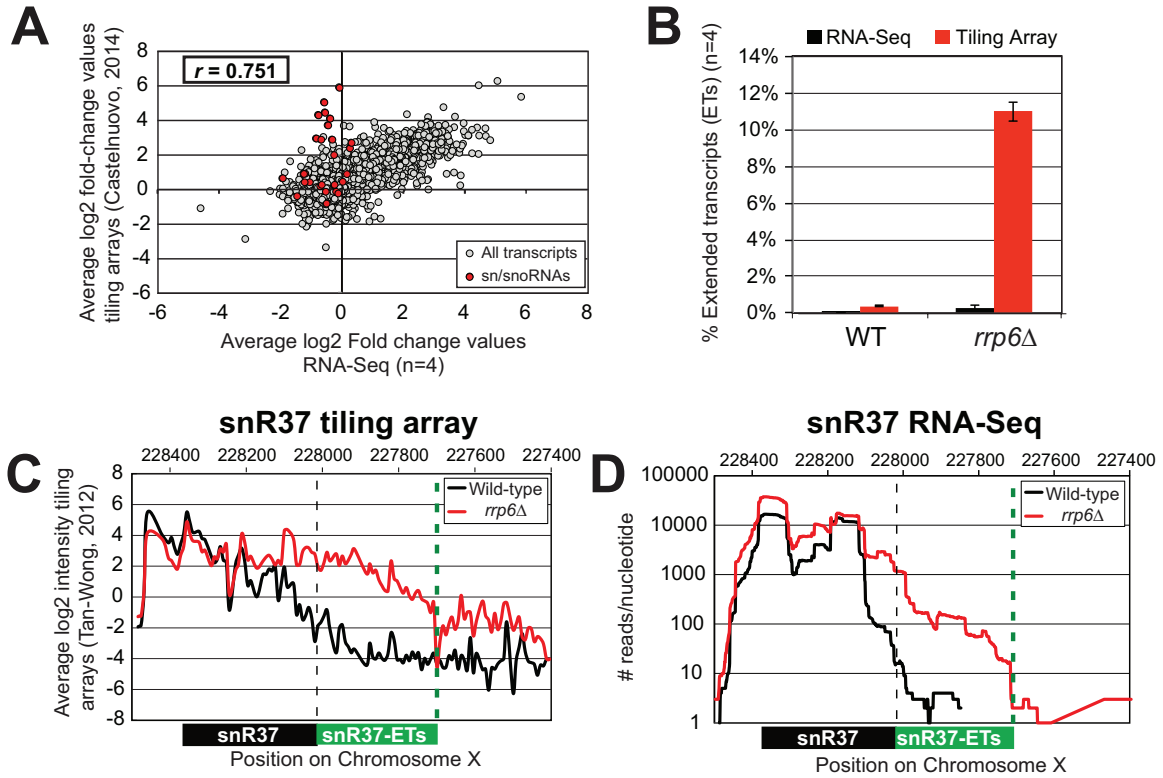 A
Average log2 fold-change values
tiling arrays (Castelnuovo, 2014)
r = 0.751
8
6
4
2
0
-2
-4
-6
-6 -4 -2 0 2 4 6 8
All transcripts
sn/snoRNAs
Average log2 Fold change values
RNA-Seq (n=4)
B
RNA-Seq Tiling Array
% Extended transcripts (ETs) (n=4)
14%
12%
10%
8%
6%
4%
2%
0%
WT rrp6Δ
C
snR37 tiling array
228400 228200 228000 227800 227600 227400
Average log2 intensity tiling
arrays (Tan-Wong, 2012)
8
6
4
2
0
-2
-4
-6
-8
Wild-type
rrp6Δ
snR37 snR37-ETs
Position on Chromosome X
D
snR37 RNA-Seq
228400 228200 228000 227800 227600 227400
# reads/nucleotide
100000
10000
1000
100
10
1
Wild-type
rrp6Δ
snR37 snR37-ETs
Position on Chromosome X